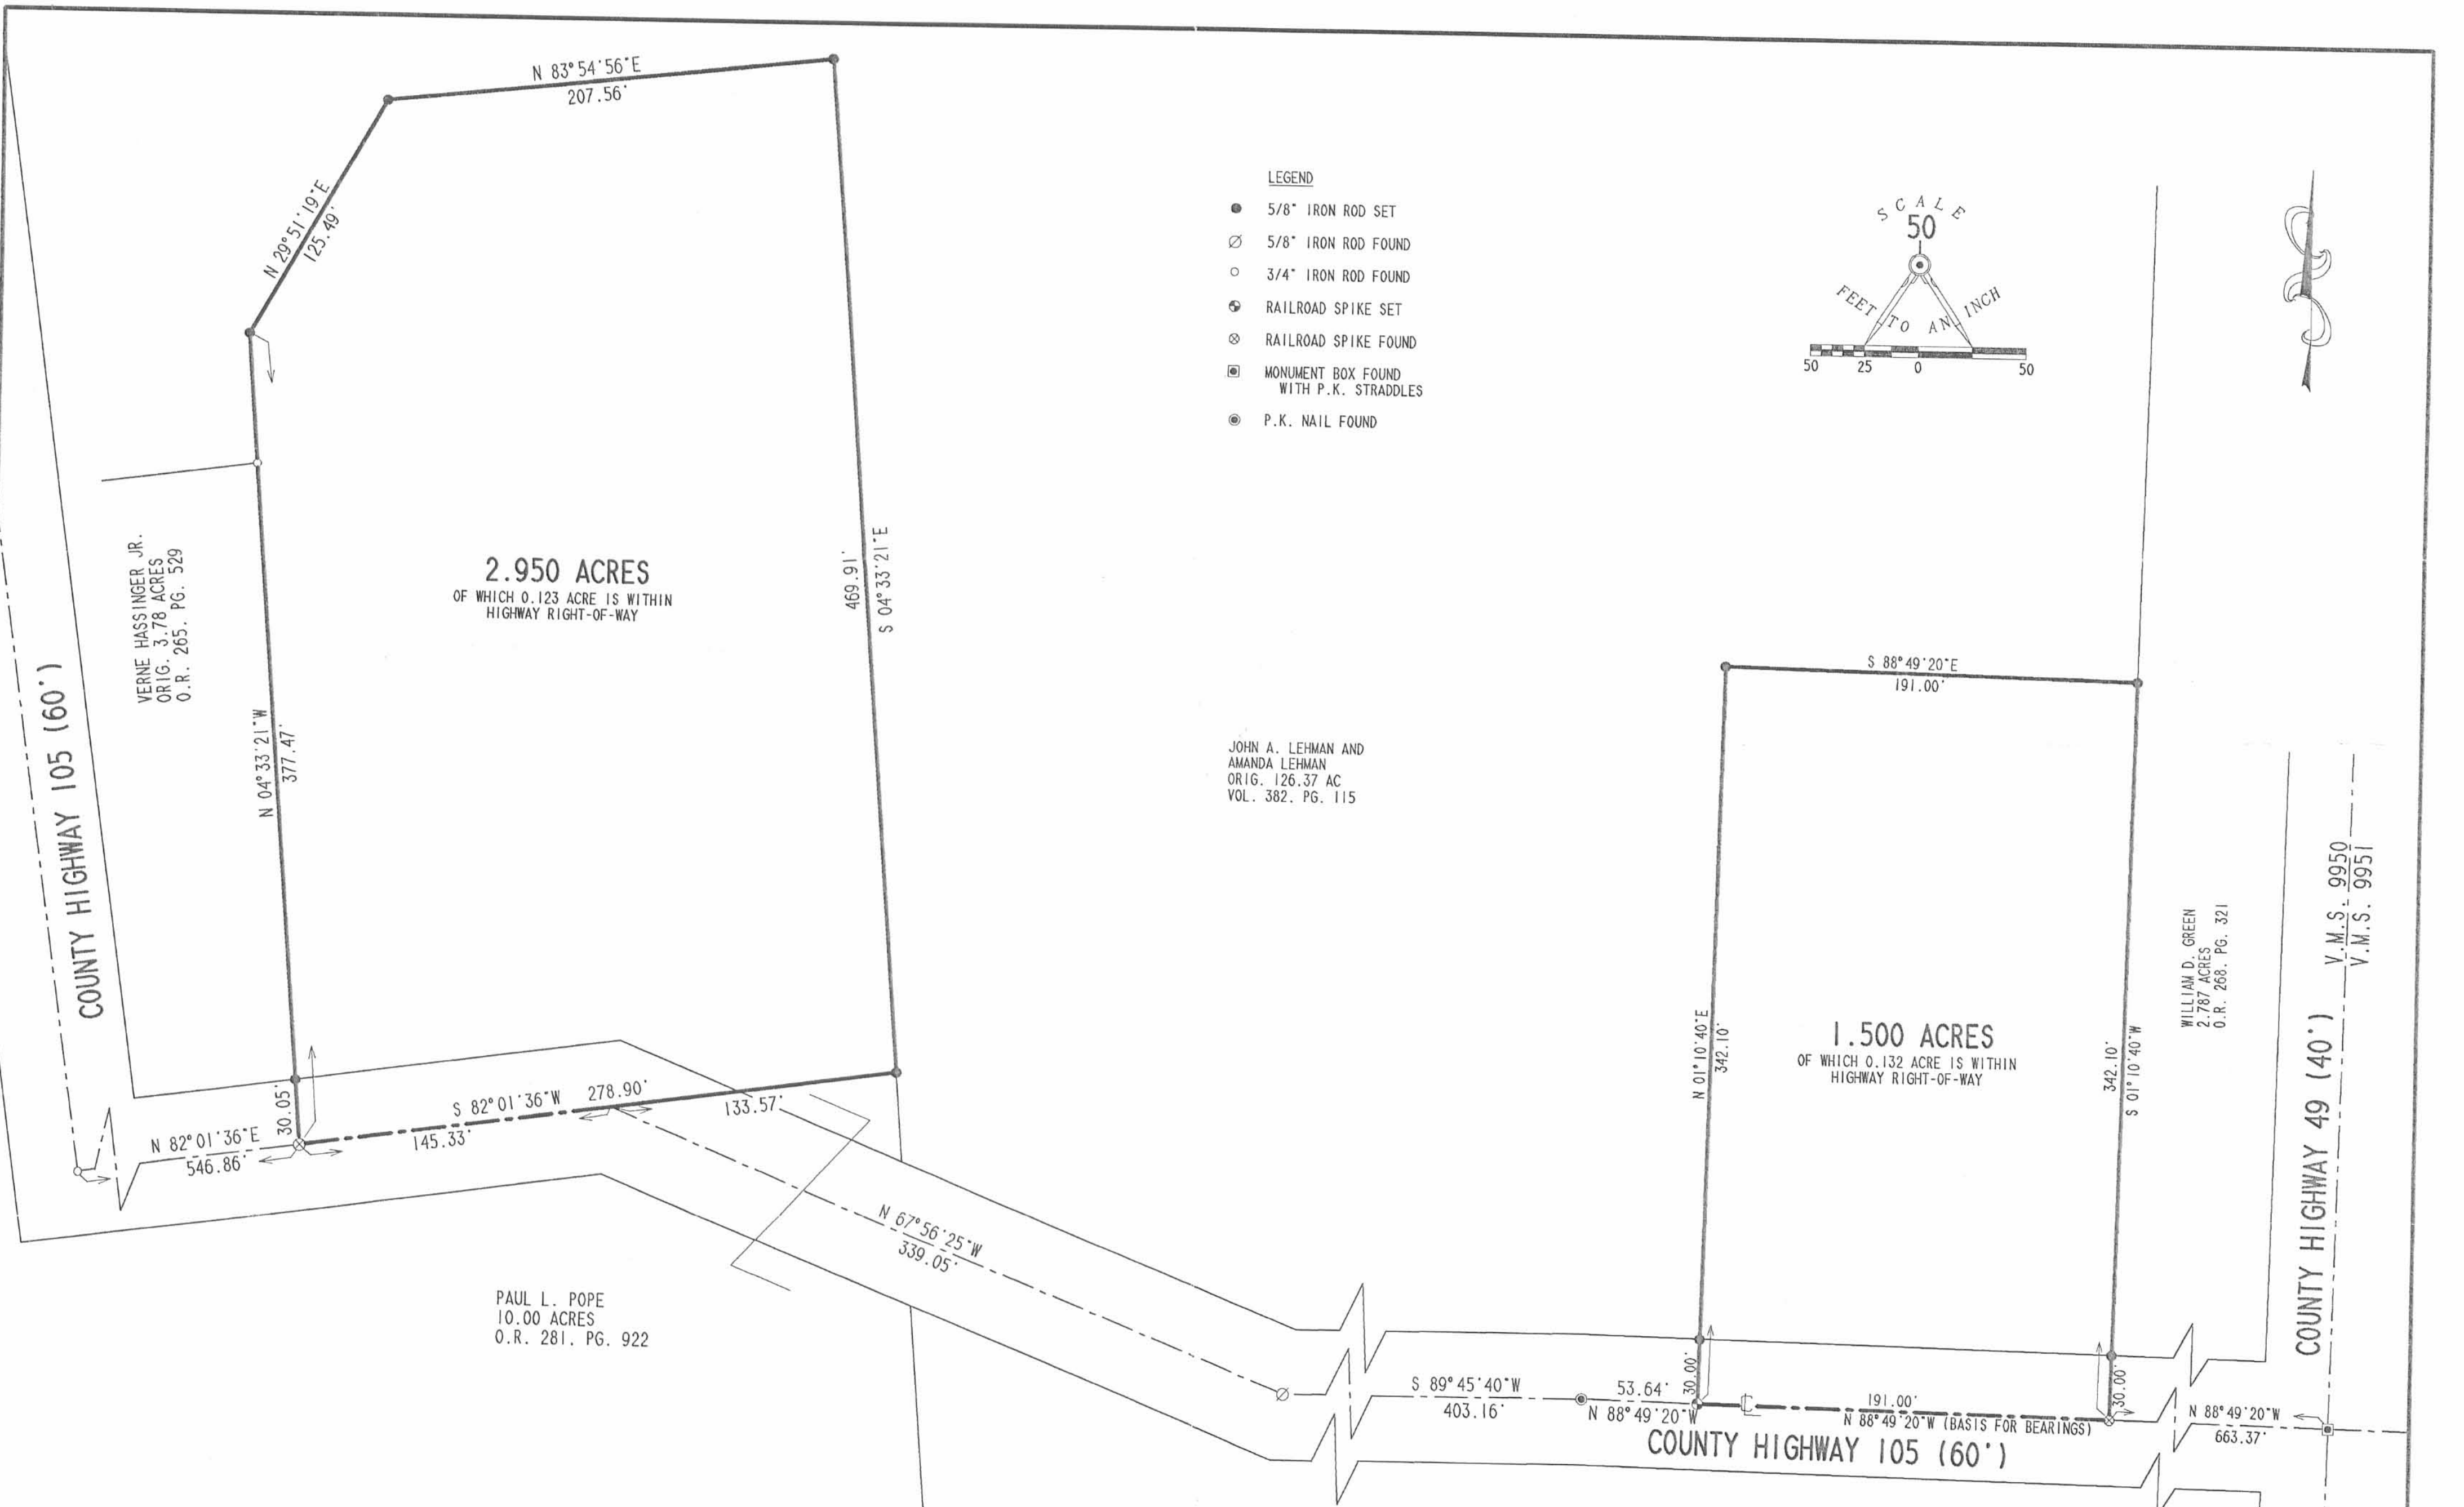 N 83°54'56"E
207.56'
N 29°51'19"E
125.49'
2.950 ACRES
OF WHICH 0.123 ACRE IS WITHIN
HIGHWAY RIGHT-OF-WAY
469.91'
S 04°33'21"E
VERNE HASSINGER JR.
ORIG. 3.78 ACRES
O.R. 265. PG. 529
N 04°33'21"W
377.47'
COUNTY HIGHWAY 105 (60')
30.05'
N 82°01'36"E
546.86'
S 82°01'36"W
278.90'
145.33'
133.57'
N 67°56'25"W
339.05'
PAUL L. POPE
10.00 ACRES
O.R. 281. PG. 922
LEGEND
5/8" IRON ROD SET
5/8" IRON ROD FOUND
3/4" IRON ROD FOUND
RAILROAD SPIKE SET
RAILROAD SPIKE FOUND
MONUMENT BOX FOUND
WITH P.K. STRADDLES
P.K. NAIL FOUND
SCALE
50
FEET TO AN INCH
50 25 0 50
JOHN A. LEHMAN AND
AMANDA LEHMAN
ORIG. 126.37 AC
VOL. 382. PG. 115
S 88°49'20"E
191.00'
N 01°10'40"E
342.10'
1.500 ACRES
OF WHICH 0.132 ACRE IS WITHIN
HIGHWAY RIGHT-OF-WAY
342.10'
S 01°10'40"W
WILLIAM D. GREEN
2.787 ACRES
O.R. 268. PG. 321
V.M.S. 9950
V.M.S. 9951
COUNTY HIGHWAY 49 (40')
S 89°45'40"W
403.16'
53.64'
N 88°49'20"W
30.00'
191.00'
N 88°49'20"W (BASIS FOR BEARINGS)
30.00'
N 88°49'20"W
663.37'
COUNTY HIGHWAY 105 (60')